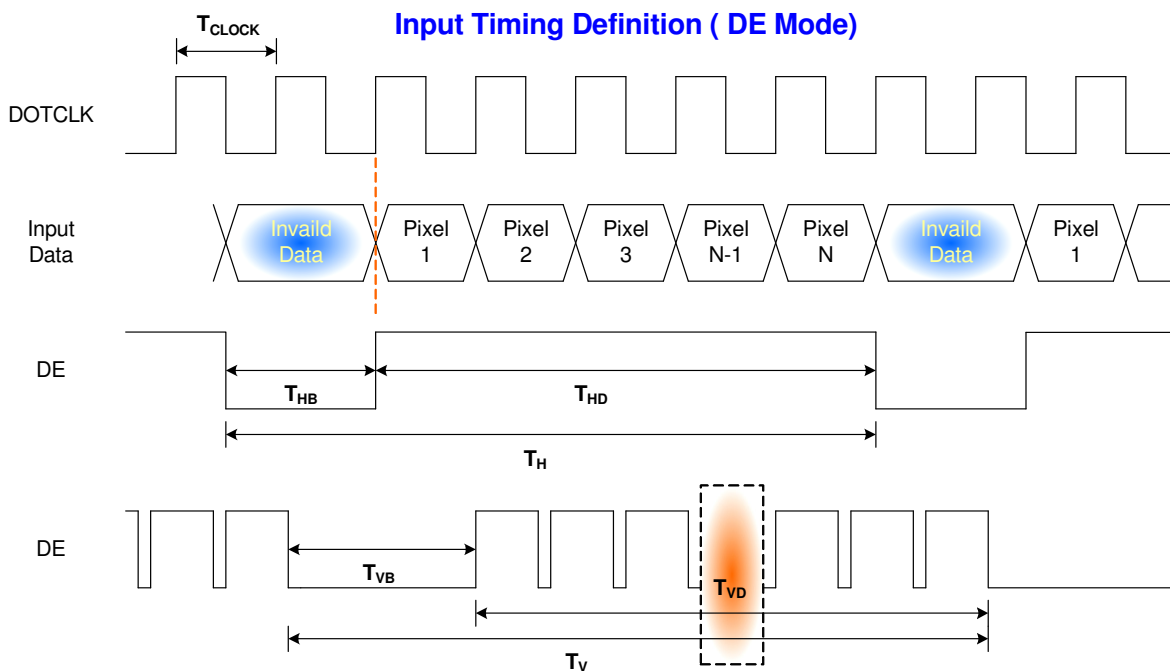 Input Timing Definition ( DE Mode)
TCLOCK
DOTCLK
Input
Data
Invaild
Data
Pixel
1
Pixel
2
Pixel
3
Pixel
N-1
Pixel
N
Invaild
Data
Pixel
1
DE
THB
THD
TH
DE
TVB
TVD
TV